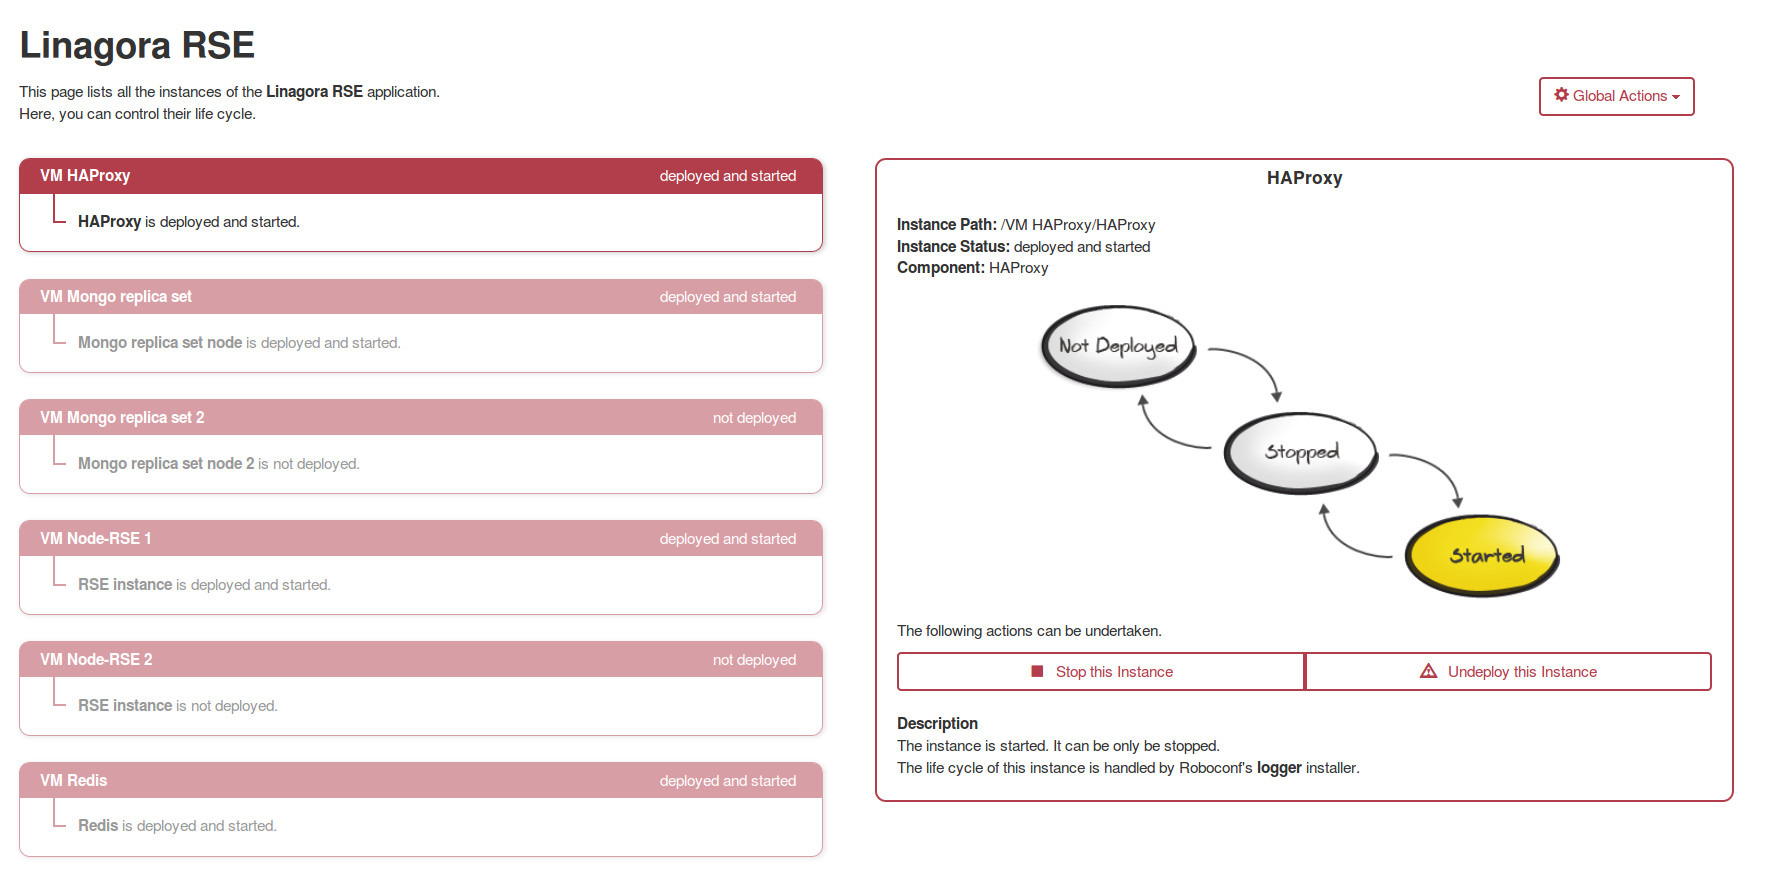 Linagora RSE
This page lists all the instances of the Linagora RSE application.
Here, you can control their life cycle.
Global Actions
VM HAProxy deployed and started
HAProxy is deployed and started.
VM Mongo replica set deployed and started
Mongo replica set node is deployed and started.
VM Mongo replica set 2 not deployed
Mongo replica set node 2 is not deployed.
VM Node-RSE 1 deployed and started
RSE instance is deployed and started.
VM Node-RSE 2 not deployed
RSE instance is not deployed.
VM Redis deployed and started
Redis is deployed and started.
HAProxy
Instance Path: /VM HAProxy/HAProxy
Instance Status: deployed and started
Component: HAProxy
Not Deployed
Stopped
Started
The following actions can be undertaken.
Stop this Instance
Undeploy this Instance
Description
The instance is started. It can be only be stopped.
The life cycle of this instance is handled by Roboconf's logger installer.